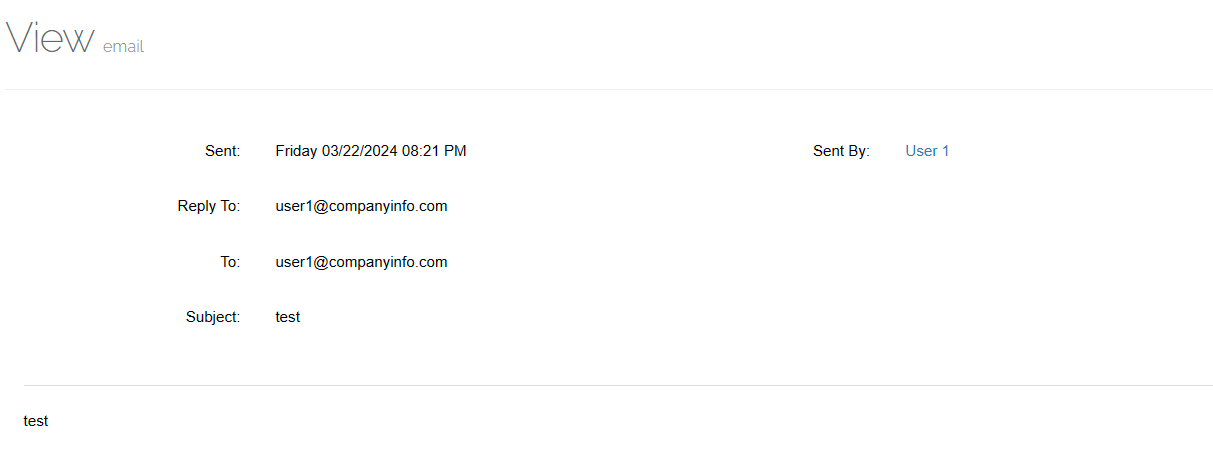 View email
Sent: Friday 03/22/2024 08:21 PM Sent By: User 1
Reply To: user1@companyinfo.com
To: user1@companyinfo.com
Subject: test
test